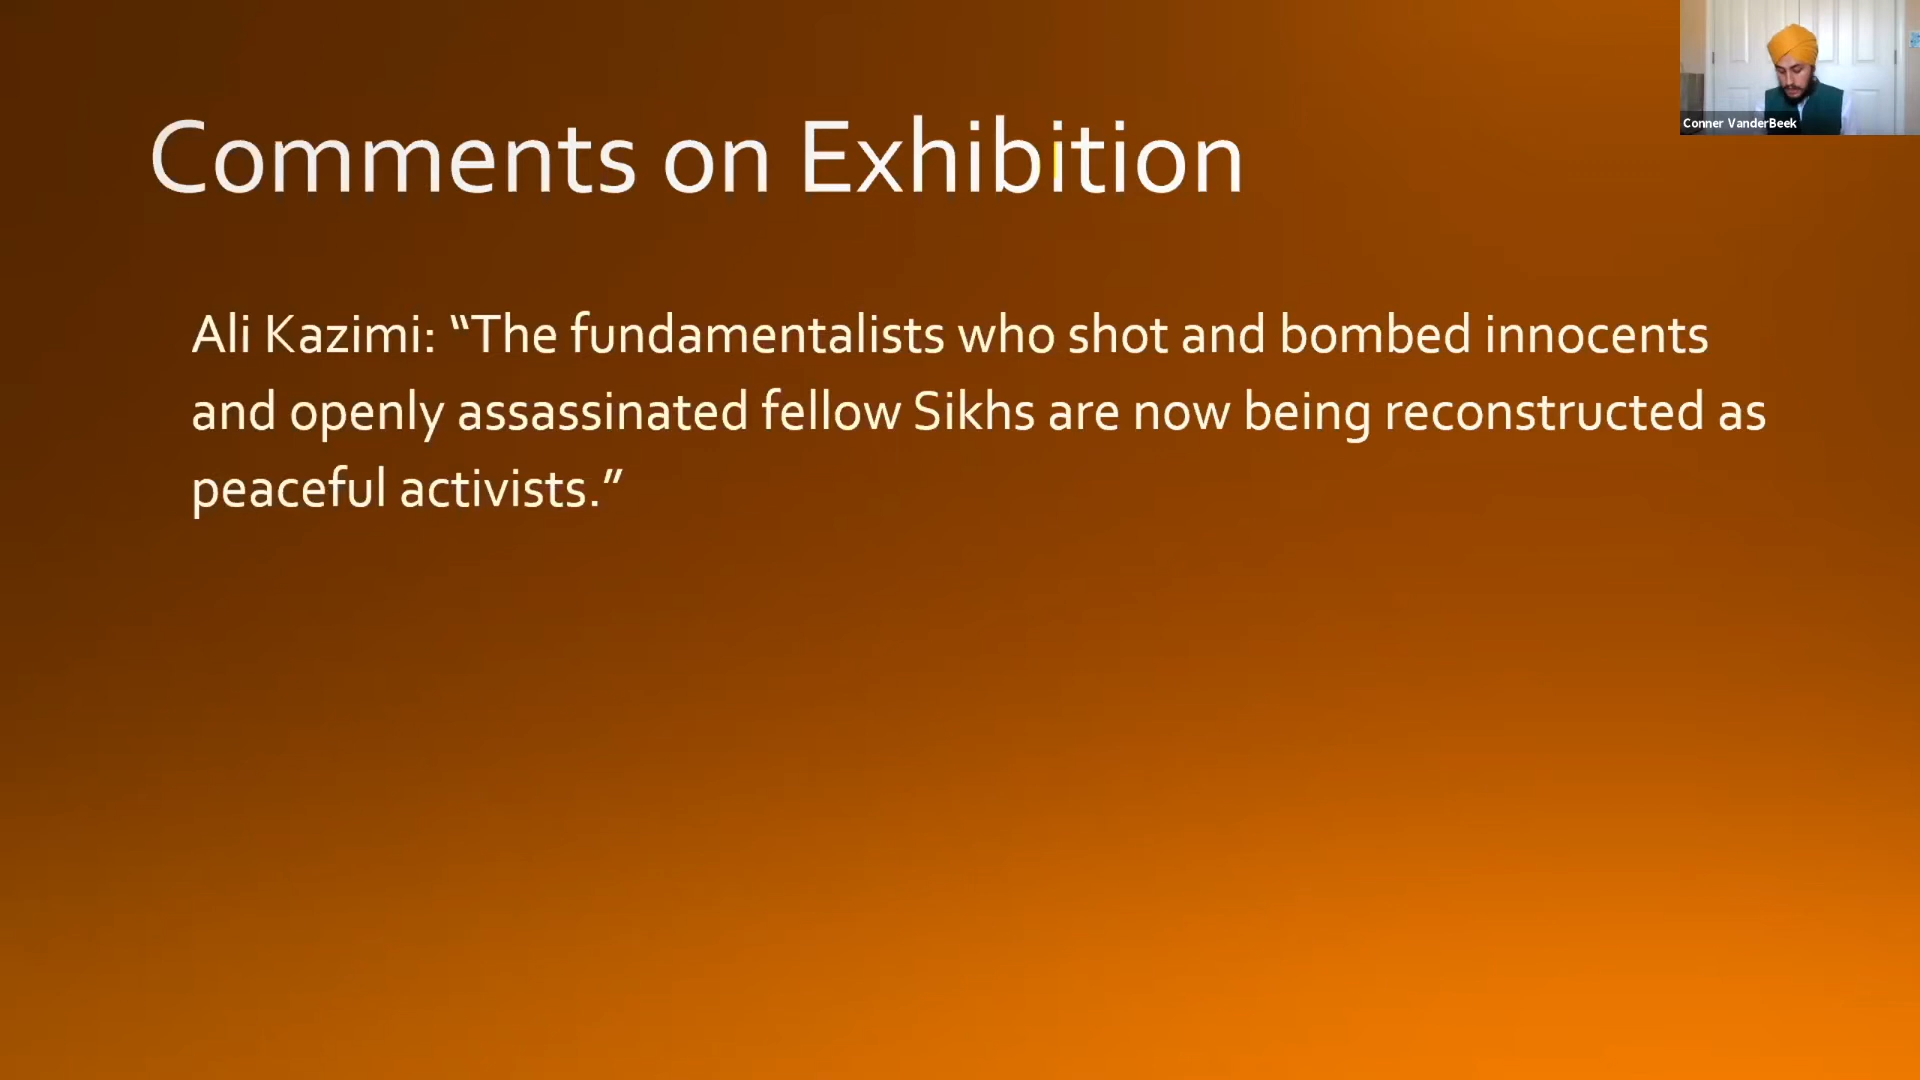 Comments on Exhibition
Conner VanderBeek
Ali Kazimi: “The fundamentalists who shot and bombed innocents
and openly assassinated fellow Sikhs are now being reconstructed as
peaceful activists.”